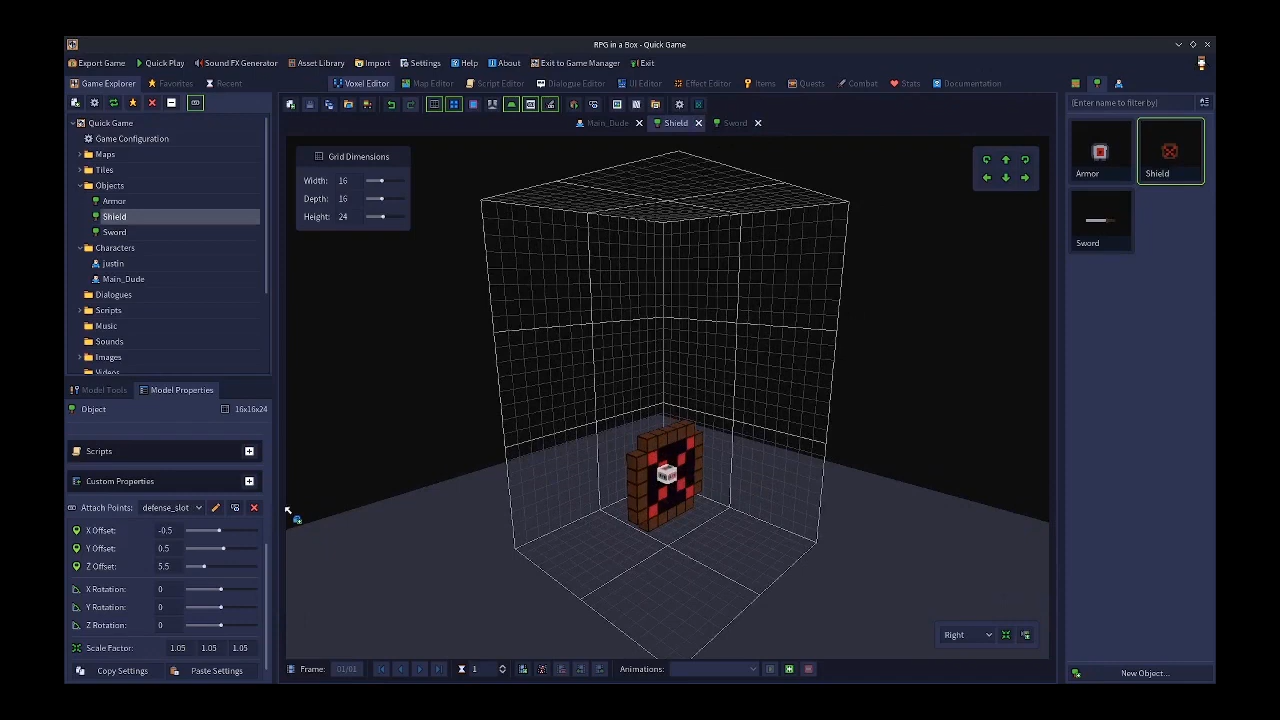 RPG in a Box - Quick Game
Export Game Quick Play Sound FX Generator Asset Library Import Settings Help About Exit to Game Manager Exit
Game Explorer Favorites Recent Voxel Editor Map Editor Script Editor Dialogue Editor UI Editor Effect Editor Items Quests Combat Stats Documentation
(Enter name to filter by)
Main_Dude Shield Sword
Quick Game
Game Configuration
Maps
Tiles
Objects
Armor
Shield
Sword
Characters
justin
Main_Dude
Dialogues
Scripts
Music
Sounds
Images
Videos
Grid Dimensions
Width: 16
Depth: 16
Height: 24
Armor Shield
Sword
Model Tools Model Properties
Object 16x16x24
Scripts
Custom Properties
Attach Points: defense_slot
X Offset: -0.5
Y Offset: 0.5
Z Offset: 5.5
X Rotation: 0
Y Rotation: 0
Z Rotation: 0
Scale Factor: 1.05 1.05 1.05
Copy Settings Paste Settings
Right
Frame: 01/01 1 Animations:
New Object...